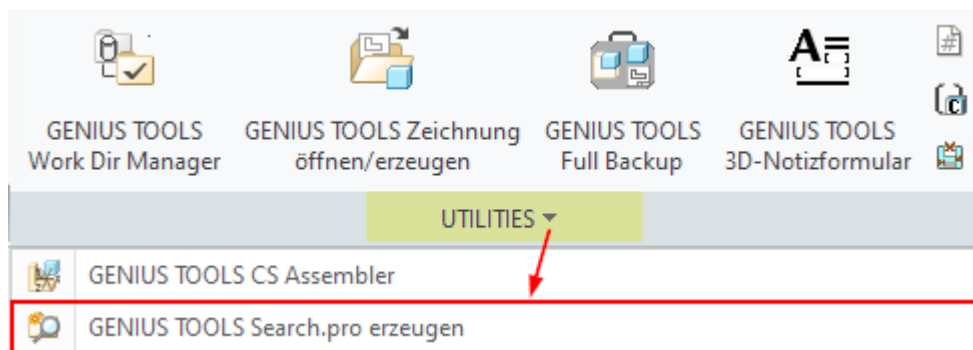 GENIUS TOOLS
Work Dir Manager
GENIUS TOOLS Zeichnung
öffnen/erzeugen
GENIUS TOOLS
Full Backup
A=
GENIUS TOOLS
3D-Notizformular
#
c
UTILITIES
GENIUS TOOLS CS Assembler
GENIUS TOOLS Search.pro erzeugen